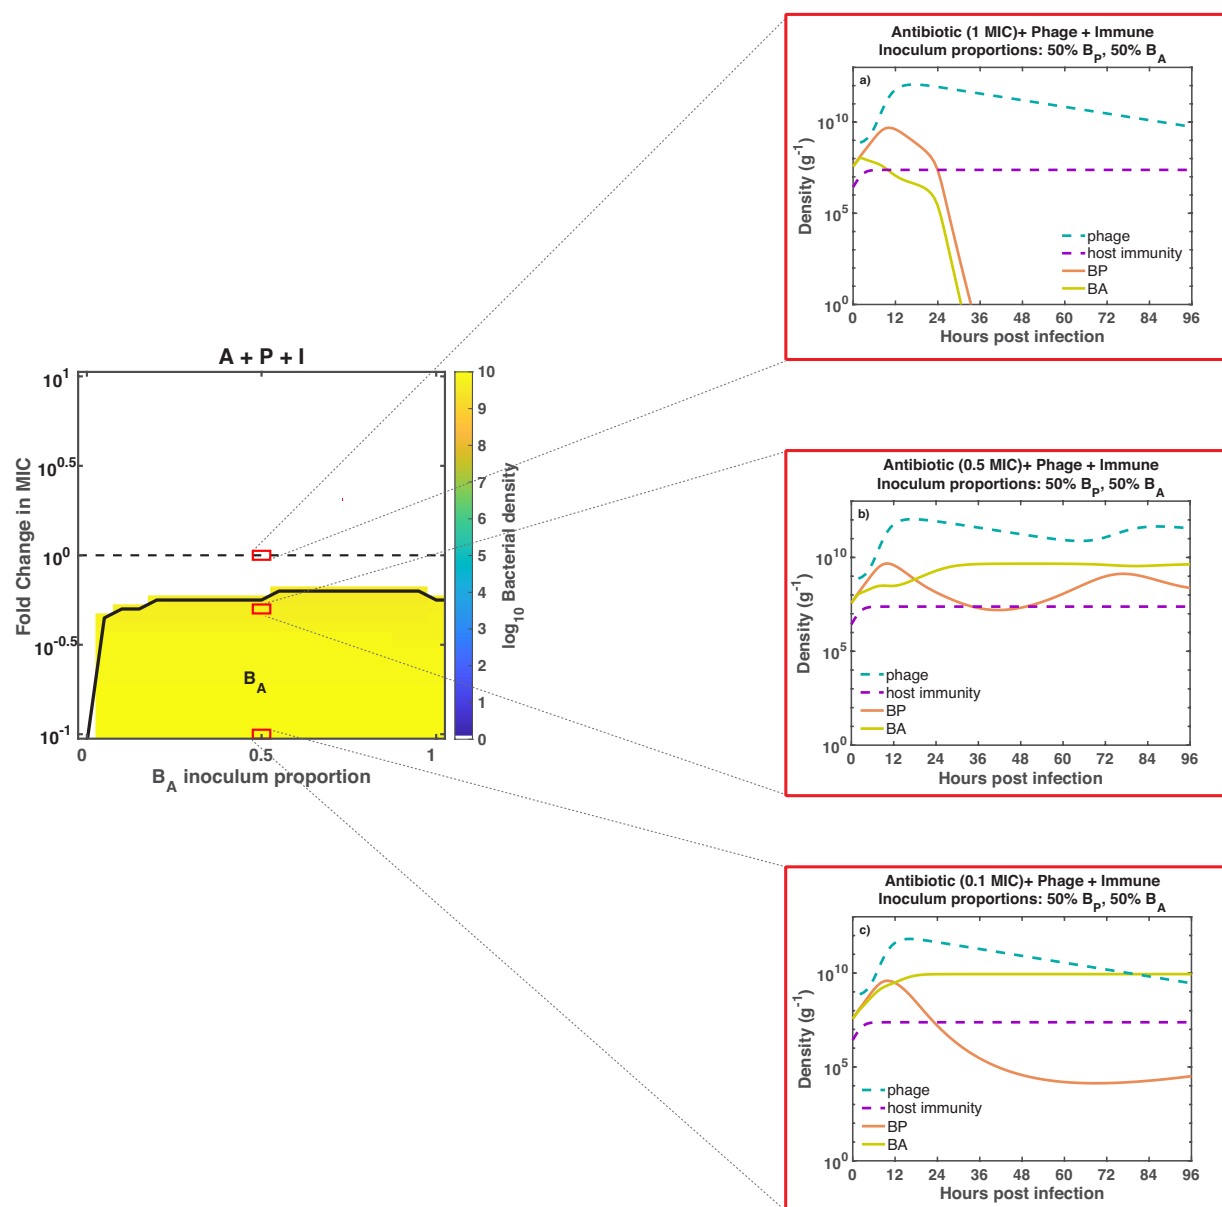 A + P + I
10^1
10^0.5
10^0
10^-0.5
10^-1
Fold Change in MIC
B_A
0
0.5
1
B_A inoculum proportion
10
9
8
7
6
5
4
3
2
1
0
log_10 Bacterial density
Antibiotic (1 MIC)+ Phage + Immune
Inoculum proportions: 50% B_P, 50% B_A
a)
10^10
10^5
10^0
Density (g^-1)
phage
host immunity
BP
BA
0 12 24 36 48 60 72 84 96
Hours post infection
Antibiotic (0.5 MIC)+ Phage + Immune
Inoculum proportions: 50% B_P, 50% B_A
b)
10^10
10^5
10^0
Density (g^-1)
phage
host immunity
BP
BA
0 12 24 36 48 60 72 84 96
Hours post infection
Antibiotic (0.1 MIC)+ Phage + Immune
Inoculum proportions: 50% B_P, 50% B_A
c)
10^10
10^5
10^0
Density (g^-1)
phage
host immunity
BP
BA
0 12 24 36 48 60 72 84 96
Hours post infection